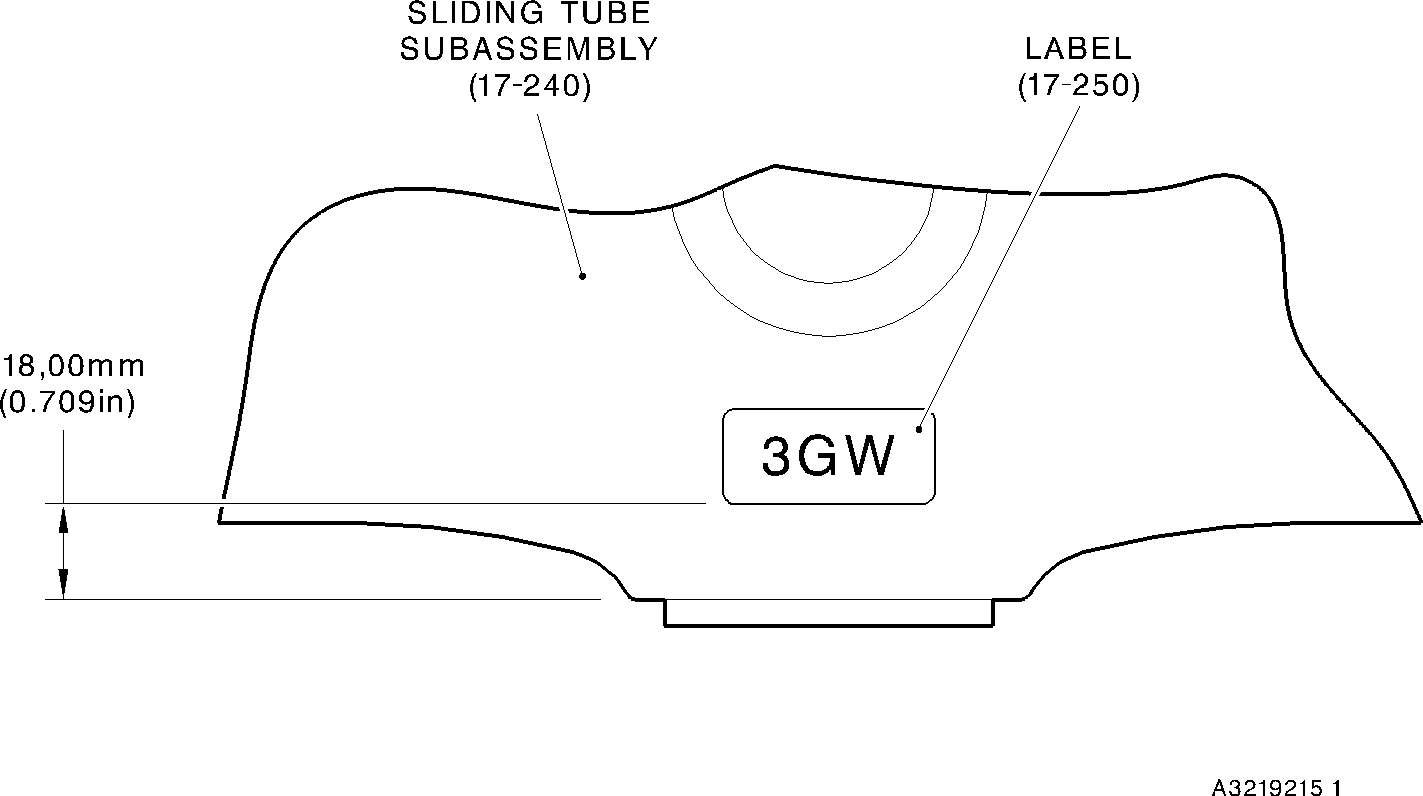 SLIDING TUBE
SUBASSEMBLY
(17-240)
LABEL
(17-250)
18,00mm
(0.709in)
3GW
A3219215 1